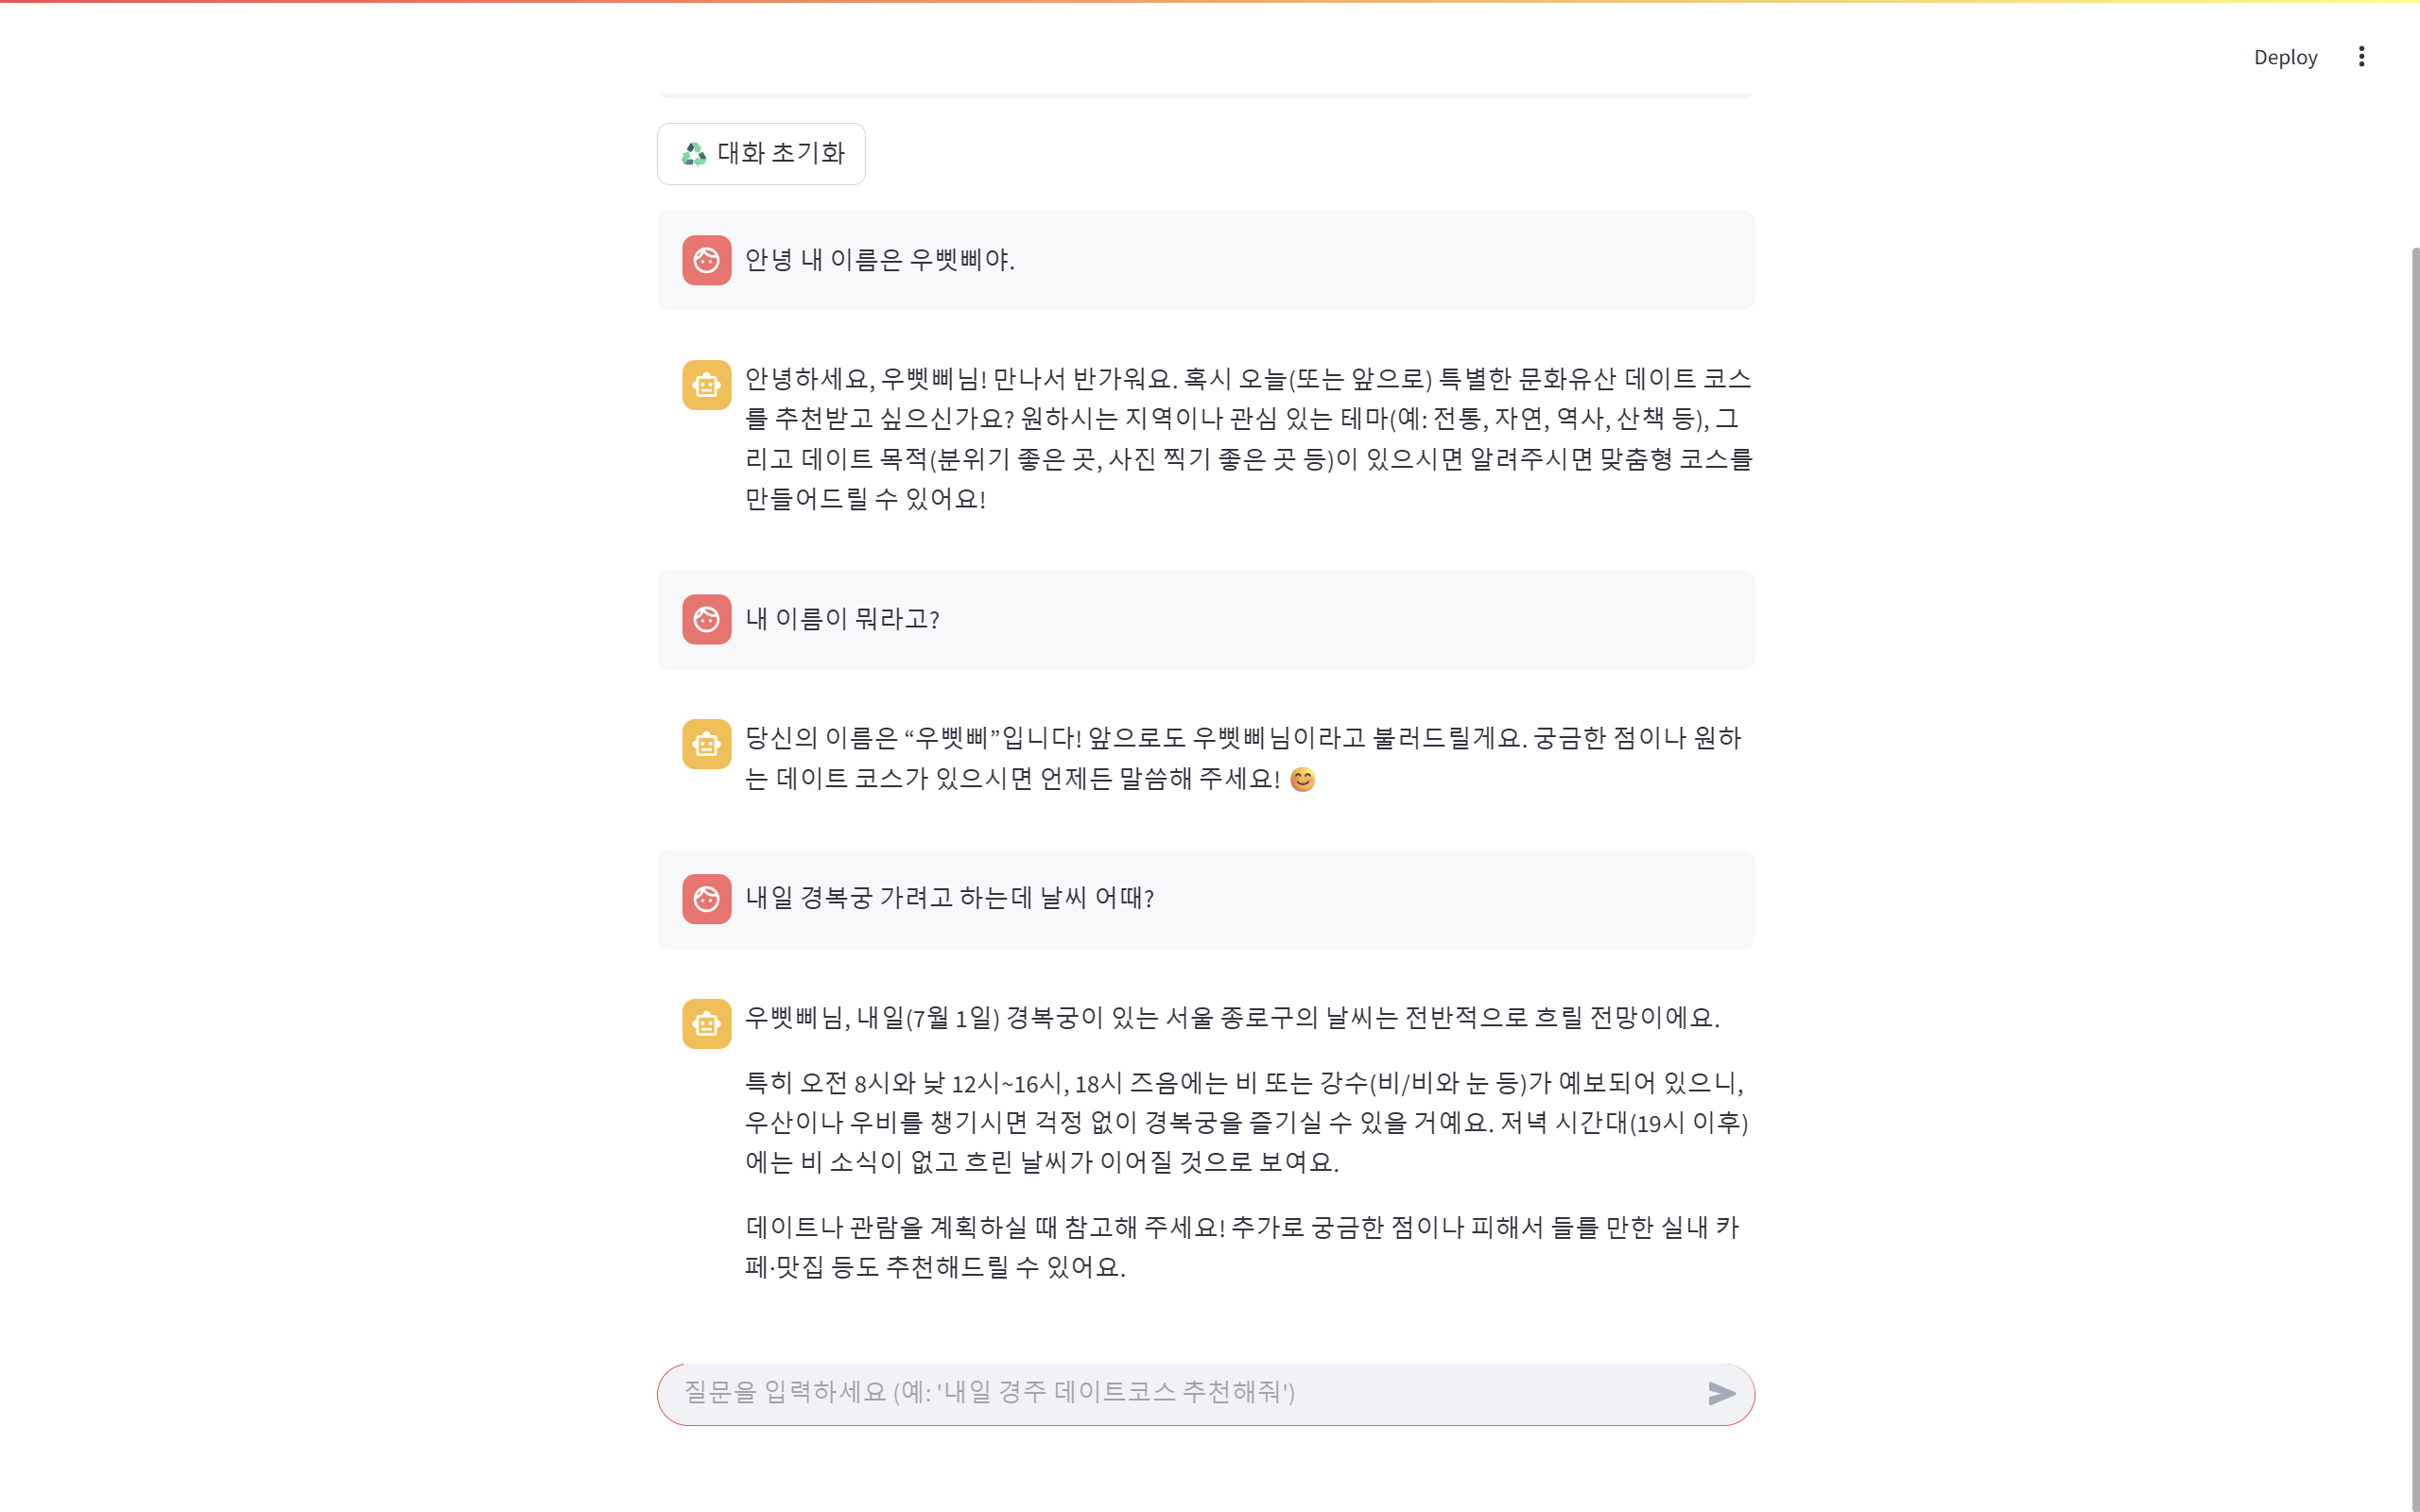 Deploy
대화 초기화
안녕 내 이름은 우삣삐야.
안녕하세요, 우삣삐님! 만나서 반가워요. 혹시 오늘(또는 앞으로) 특별한 문화유산 데이트 코스
를 추천받고 싶으신가요? 원하시는 지역이나 관심 있는 테마(예: 전통, 자연, 역사, 산책 등), 그
리고 데이트 목적(분위기 좋은 곳, 사진 찍기 좋은 곳 등)이 있으시면 알려주시면 맞춤형 코스를
만들어드릴 수 있어요!
내 이름이 뭐라고?
당신의 이름은 “우삣삐”입니다! 앞으로도 우삣삐님이라고 불러드릴게요. 궁금한 점이나 원하
는 데이트 코스가 있으시면 언제든 말씀해 주세요! 😊
내일 경복궁 가려고 하는데 날씨 어때?
우삣삐님, 내일(7월 1일) 경복궁이 있는 서울 종로구의 날씨는 전반적으로 흐릴 전망이에요.
특히 오전 8시와 낮 12시~16시, 18시 즈음에는 비 또는 강수(비/비와 눈 등)가 예보되어 있으니,
우산이나 우비를 챙기시면 걱정 없이 경복궁을 즐기실 수 있을 거예요. 저녁 시간대(19시 이후)
에는 비 소식이 없고 흐린 날씨가 이어질 것으로 보여요.
데이트나 관람을 계획하실 때 참고해 주세요! 추가로 궁금한 점이나 피해서 들를 만한 실내 카
페·맛집 등도 추천해드릴 수 있어요.
질문을 입력하세요 (예: '내일 경주 데이트코스 추천해줘')